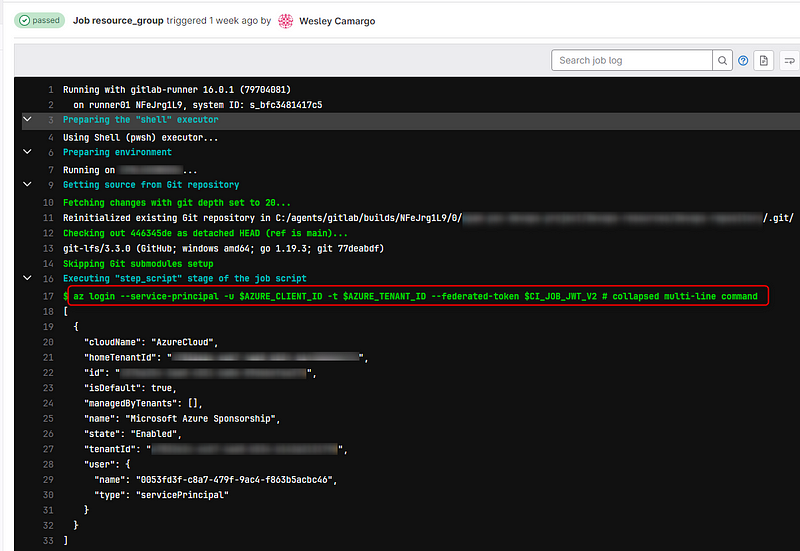 passed Job resource_group triggered 1 week ago by Wesley Camargo
Search job log
1 Running with gitlab-runner 16.0.1 (79704081)
2 on runner01 NFeJrg1L9, system ID: s_bfc3481417c5
3 Preparing the "shell" executor
4 Using Shell (pwsh) executor...
6 Preparing environment
7 Running on ...
9 Getting source from Git repository
10 Fetching changes with git depth set to 20...
11 Reinitialized existing Git repository in C:/agents/gitlab/builds/NFeJrg1L9/0/ /.git/
12 Checking out 446345de as detached HEAD (ref is main)...
13 git-lfs/3.3.0 (GitHub; windows amd64; go 1.19.3; git 77deabdf)
14 Skipping Git submodules setup
16 Executing "step_script" stage of the job script
17 $ az login --service-principal -u $AZURE_CLIENT_ID -t $AZURE_TENANT_ID --federated-token $CI_JOB_JWT_V2 # collapsed multi-line command
18 [
19 {
20 "cloudName": "AzureCloud",
21 "homeTenantId": " ",
22 "id": " ",
23 "isDefault": true,
24 "managedByTenants": [],
25 "name": "Microsoft Azure Sponsorship",
26 "state": "Enabled",
27 "tenantId": " ",
28 "user": {
29 "name": "0053fd3f-c8a7-479f-9ac4-f863b5acbc46",
30 "type": "servicePrincipal"
31 }
32 }
33 ]